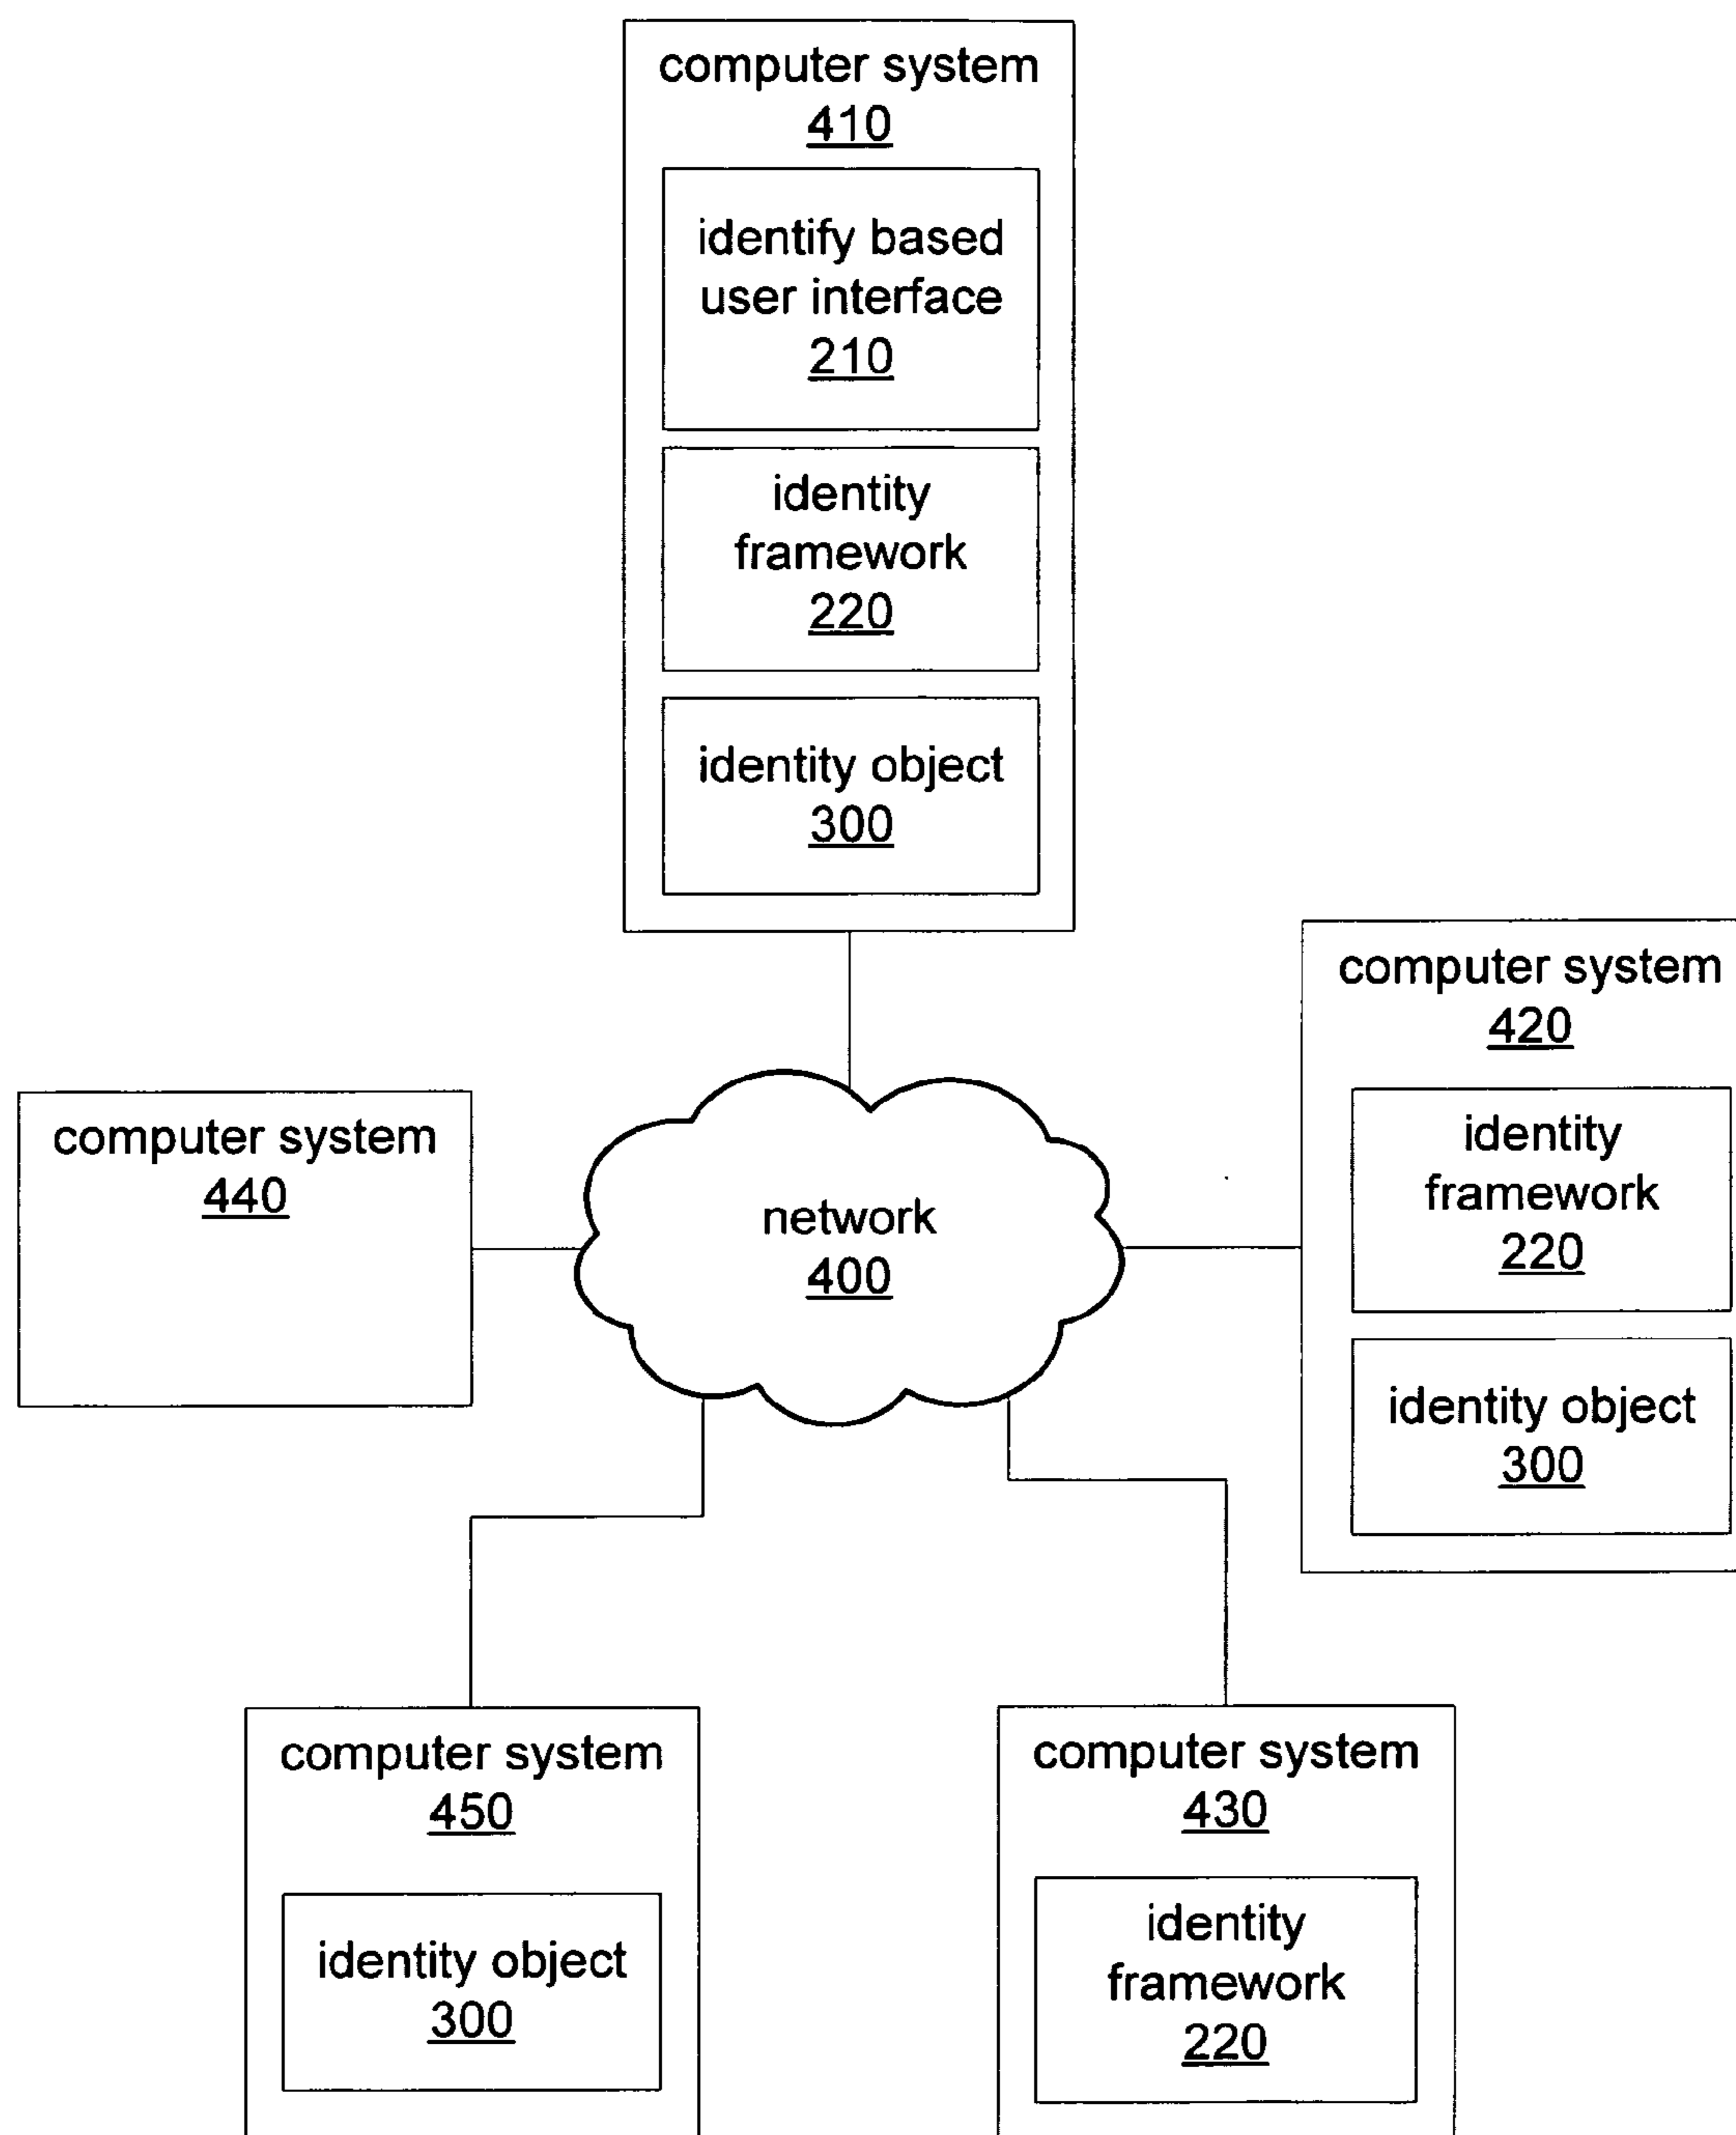 computer system
410
identify based
user interface
210
identity
framework
220
identity object
300
computer system
420
identity
framework
220
identity object
300
computer system
440
network
400
computer system
450
identity object
300
computer system
430
identity
framework
220